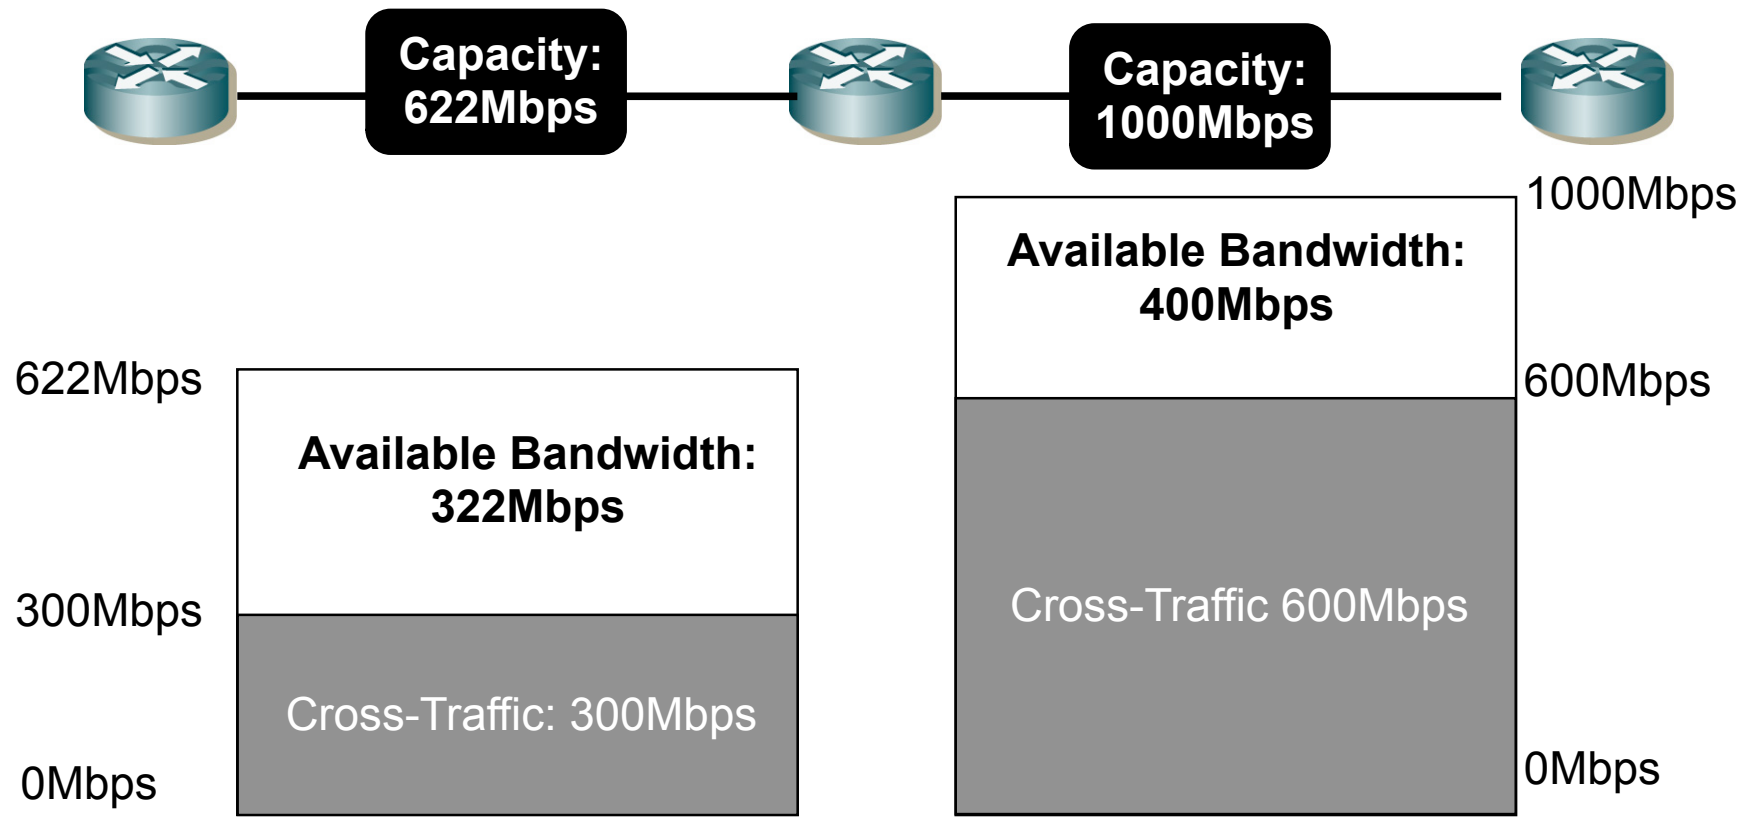 Capacity:
622Mbps
Capacity:
1000Mbps
1000Mbps
Available Bandwidth:
400Mbps
622Mbps
600Mbps
Available Bandwidth:
322Mbps
300Mbps
Cross-Traffic 600Mbps
Cross-Traffic: 300Mbps
0Mbps
0Mbps